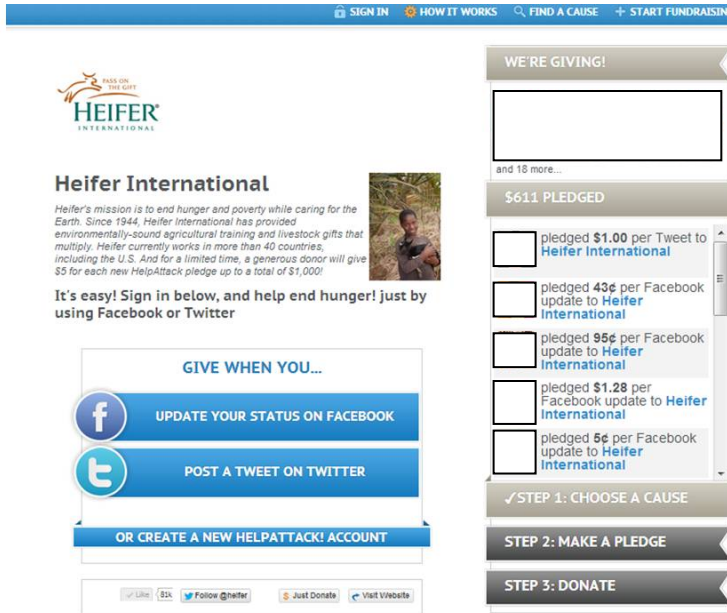 SIGN IN HOW IT WORKS FIND A CAUSE + START FUNDRAISIN
PASS ON
THE GIFT
HEIFER®
INTERNATIONAL
Heifer International
Heifer's mission is to end hunger and poverty while caring for the
Earth. Since 1944, Heifer International has provided
environmentally-sound agricultural training and livestock gifts that
multiply. Heifer currently works in more than 40 countries,
including the U.S. And for a limited time, a generous donor will give
$5 for each new HelpAttack pledge up to a total of $1,000!
It's easy! Sign in below, and help end hunger! just by
using Facebook or Twitter
GIVE WHEN YOU...
f UPDATE YOUR STATUS ON FACEBOOK
t POST A TWEET ON TWITTER
OR CREATE A NEW HELPATTACK! ACCOUNT
Like 81k Follow @heifer $ Just Donate Visit Website
WE'RE GIVING!
and 18 more...
$611 PLEDGED
pledged $1.00 per Tweet to
Heifer International
pledged 43¢ per Facebook
update to Heifer
International
pledged 95¢ per Facebook
update to Heifer
International
pledged $1.28 per
Facebook update to Heifer
International
pledged 5¢ per Facebook
update to Heifer
International
✓STEP 1: CHOOSE A CAUSE
STEP 2: MAKE A PLEDGE
STEP 3: DONATE